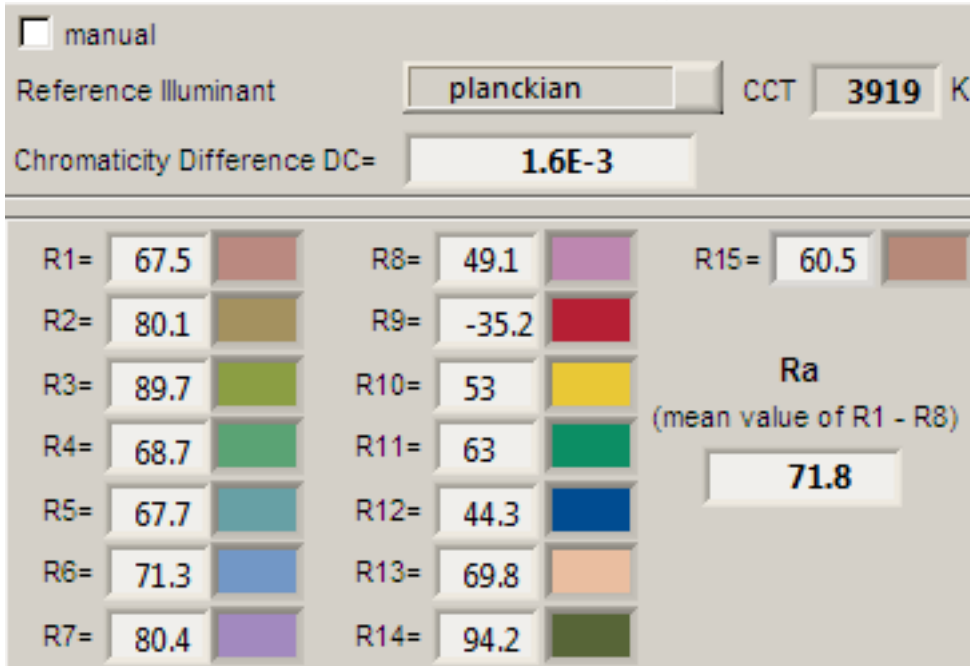 manual
Reference Illuminant planckian CCT 3919 K
Chromaticity Difference DC= 1.6E-3
R1= 67.5 R8= 49.1 R15= 60.5
R2= 80.1 R9= -35.2
R3= 89.7 R10= 53 Ra
(mean value of R1 - R8)
R4= 68.7 R11= 63
71.8
R5= 67.7 R12= 44.3
R6= 71.3 R13= 69.8
R7= 80.4 R14= 94.2